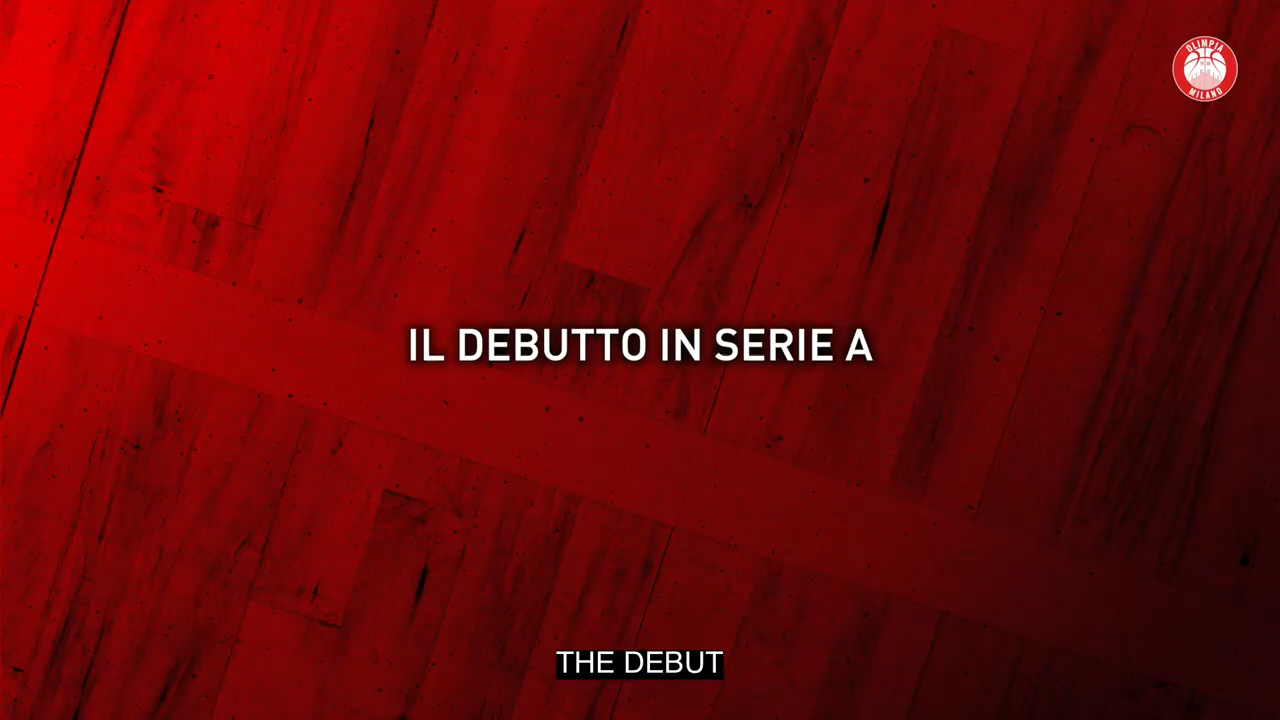 OLIMPIA
MILANO
IL DEBUTTO IN SERIE A
THE DEBUT